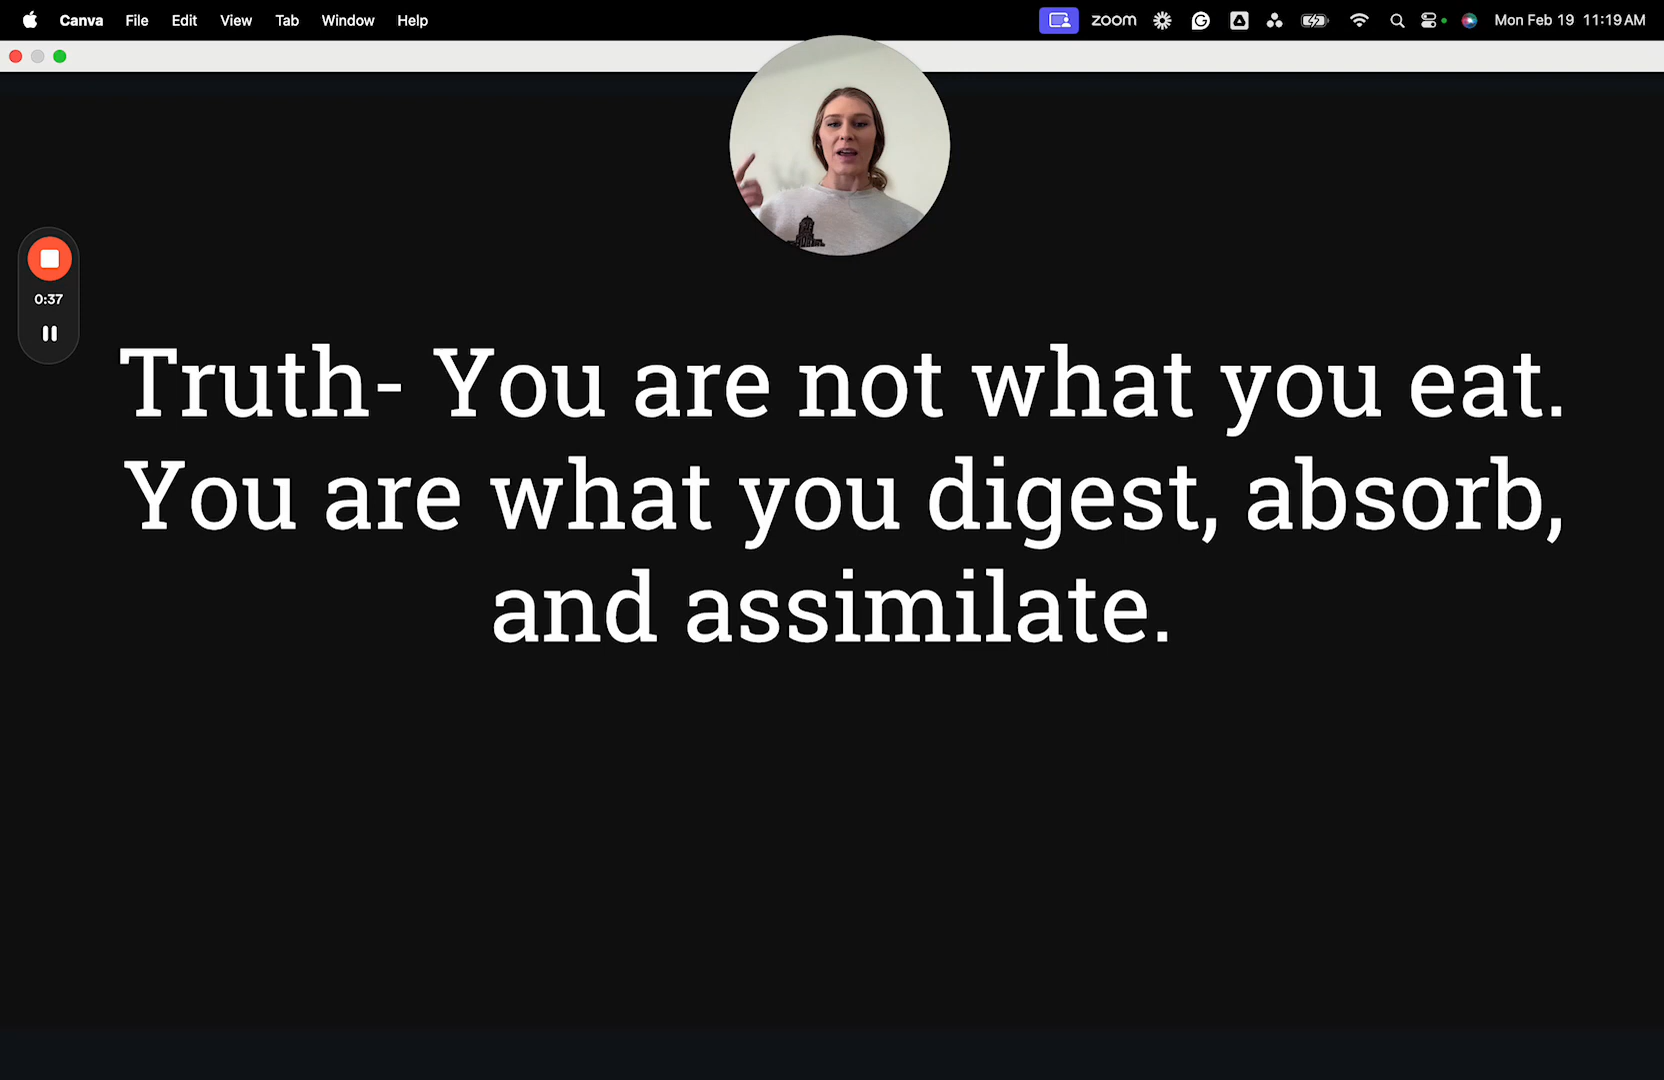 Canva File Edit View Tab Window Help zoom Mon Feb 19 11:19 AM
0:37
Truth- You are not what you eat.
You are what you digest, absorb,
and assimilate.